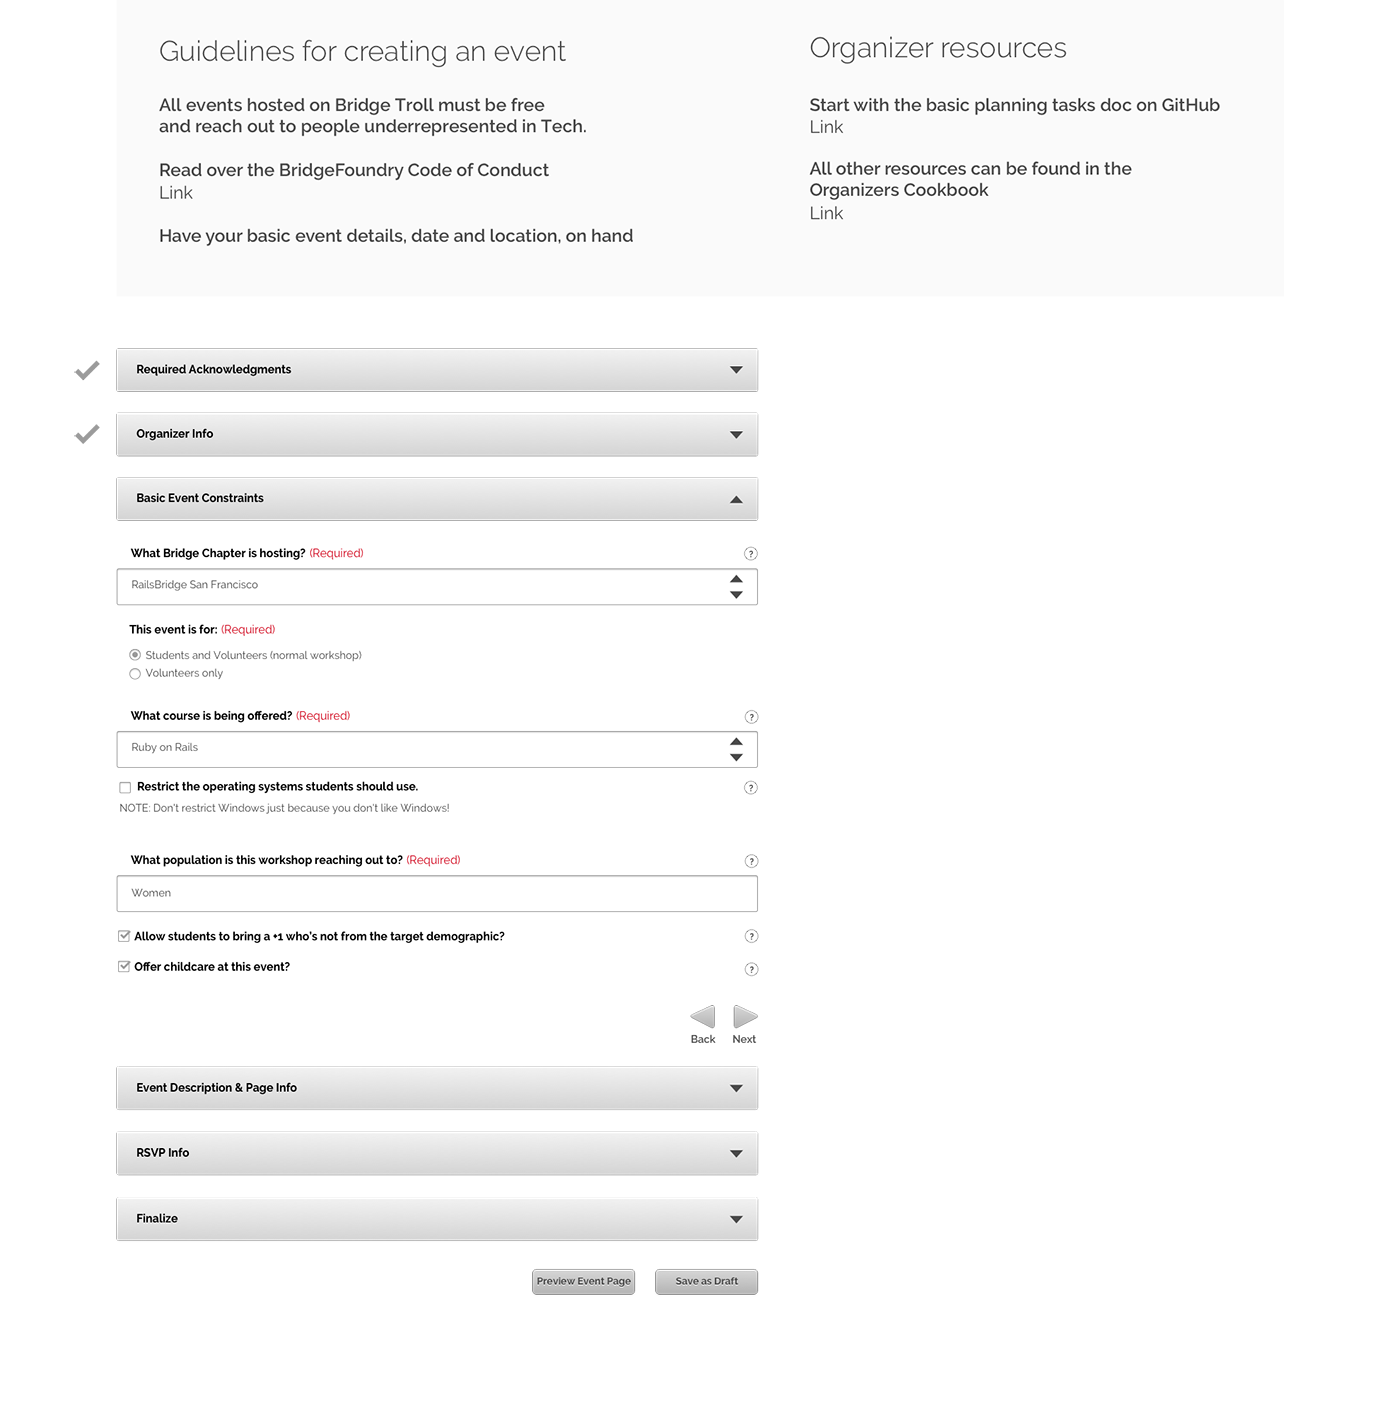 Guidelines for creating an event
All events hosted on Bridge Troll must be free
and reach out to people underrepresented in Tech.
Read over the BridgeFoundry Code of Conduct
Link
Have your basic event details, date and location, on hand
Organizer resources
Start with the basic planning tasks doc on GitHub
Link
All other resources can be found in the
Organizers Cookbook
Link
Required Acknowledgments
Organizer Info
Basic Event Constraints
What Bridge Chapter is hosting? (Required)
?
RailsBridge San Francisco
This event is for: (Required)
Students and Volunteers (normal workshop)
Volunteers only
What course is being offered? (Required)
?
Ruby on Rails
Restrict the operating systems students should use.
?
NOTE: Don't restrict Windows just because you don't like Windows!
What population is this workshop reaching out to? (Required)
?
Women
Allow students to bring a +1 who's not from the target demographic?
?
Offer childcare at this event?
?
Back Next
Event Description & Page Info
RSVP Info
Finalize
Preview Event Page
Save as Draft